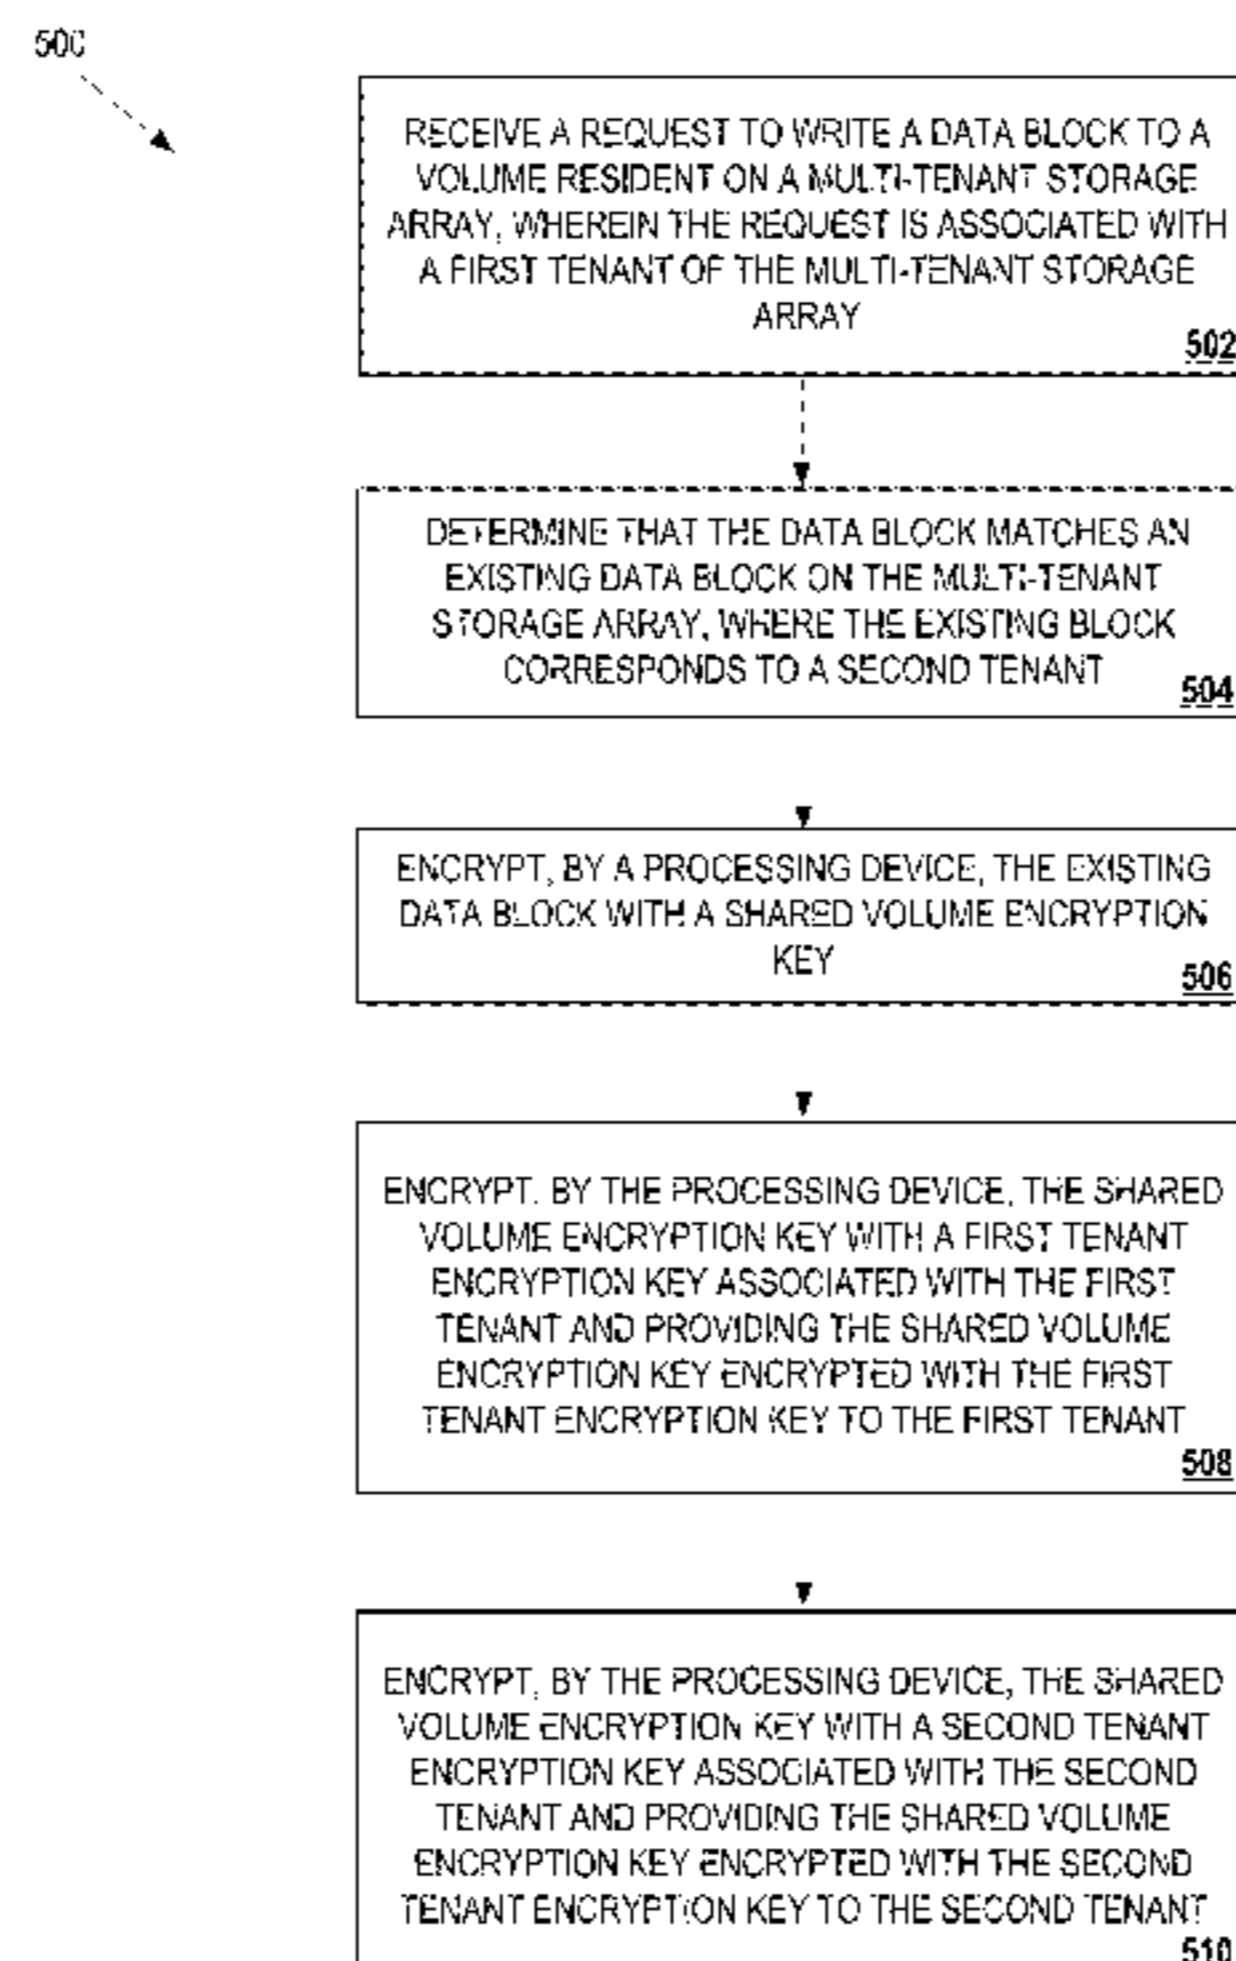 500
RECEIVE A REQUEST TO WRITE A DATA BLOCK TO A
VOLUME RESIDENT ON A MULTI-TENANT STORAGE
ARRAY, WHEREIN THE REQUEST IS ASSOCIATED WITH
A FIRST TENANT OF THE MULTI-TENANT STORAGE
ARRAY
502
DETERMINE THAT THE DATA BLOCK MATCHES AN
EXISTING DATA BLOCK ON THE MULTI-TENANT
STORAGE ARRAY, WHERE THE EXISTING BLOCK
CORRESPONDS TO A SECOND TENANT
504
ENCRYPT, BY A PROCESSING DEVICE, THE EXISTING
DATA BLOCK WITH A SHARED VOLUME ENCRYPTION
KEY
506
ENCRYPT, BY THE PROCESSING DEVICE, THE SHARED
VOLUME ENCRYPTION KEY WITH A FIRST TENANT
ENCRYPTION KEY ASSOCIATED WITH THE FIRST
TENANT AND PROVIDING THE SHARED VOLUME
ENCRYPTION KEY ENCRYPTED WITH THE FIRST
TENANT ENCRYPTION KEY TO THE FIRST TENANT
508
ENCRYPT, BY THE PROCESSING DEVICE, THE SHARED
VOLUME ENCRYPTION KEY WITH A SECOND TENANT
ENCRYPTION KEY ASSOCIATED WITH THE SECOND
TENANT AND PROVIDING THE SHARED VOLUME
ENCRYPTION KEY ENCRYPTED WITH THE SECOND
TENANT ENCRYPTION KEY TO THE SECOND TENANT
510